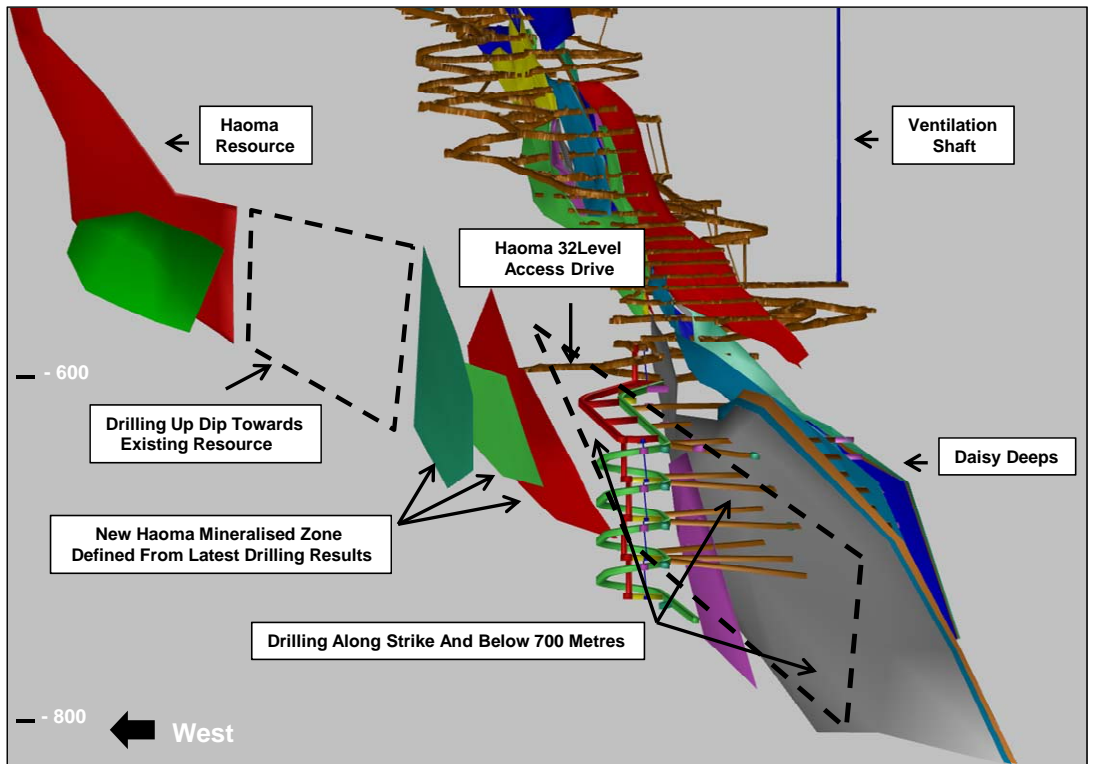 Haoma
Resource
Ventilation
Shaft
Haoma 32Level
Access Drive
- 600
Drilling Up Dip Towards
Existing Resource
Daisy Deeps
New Haoma Mineralised Zone
Defined From Latest Drilling Results
Drilling Along Strike And Below 700 Metres
- 800
West